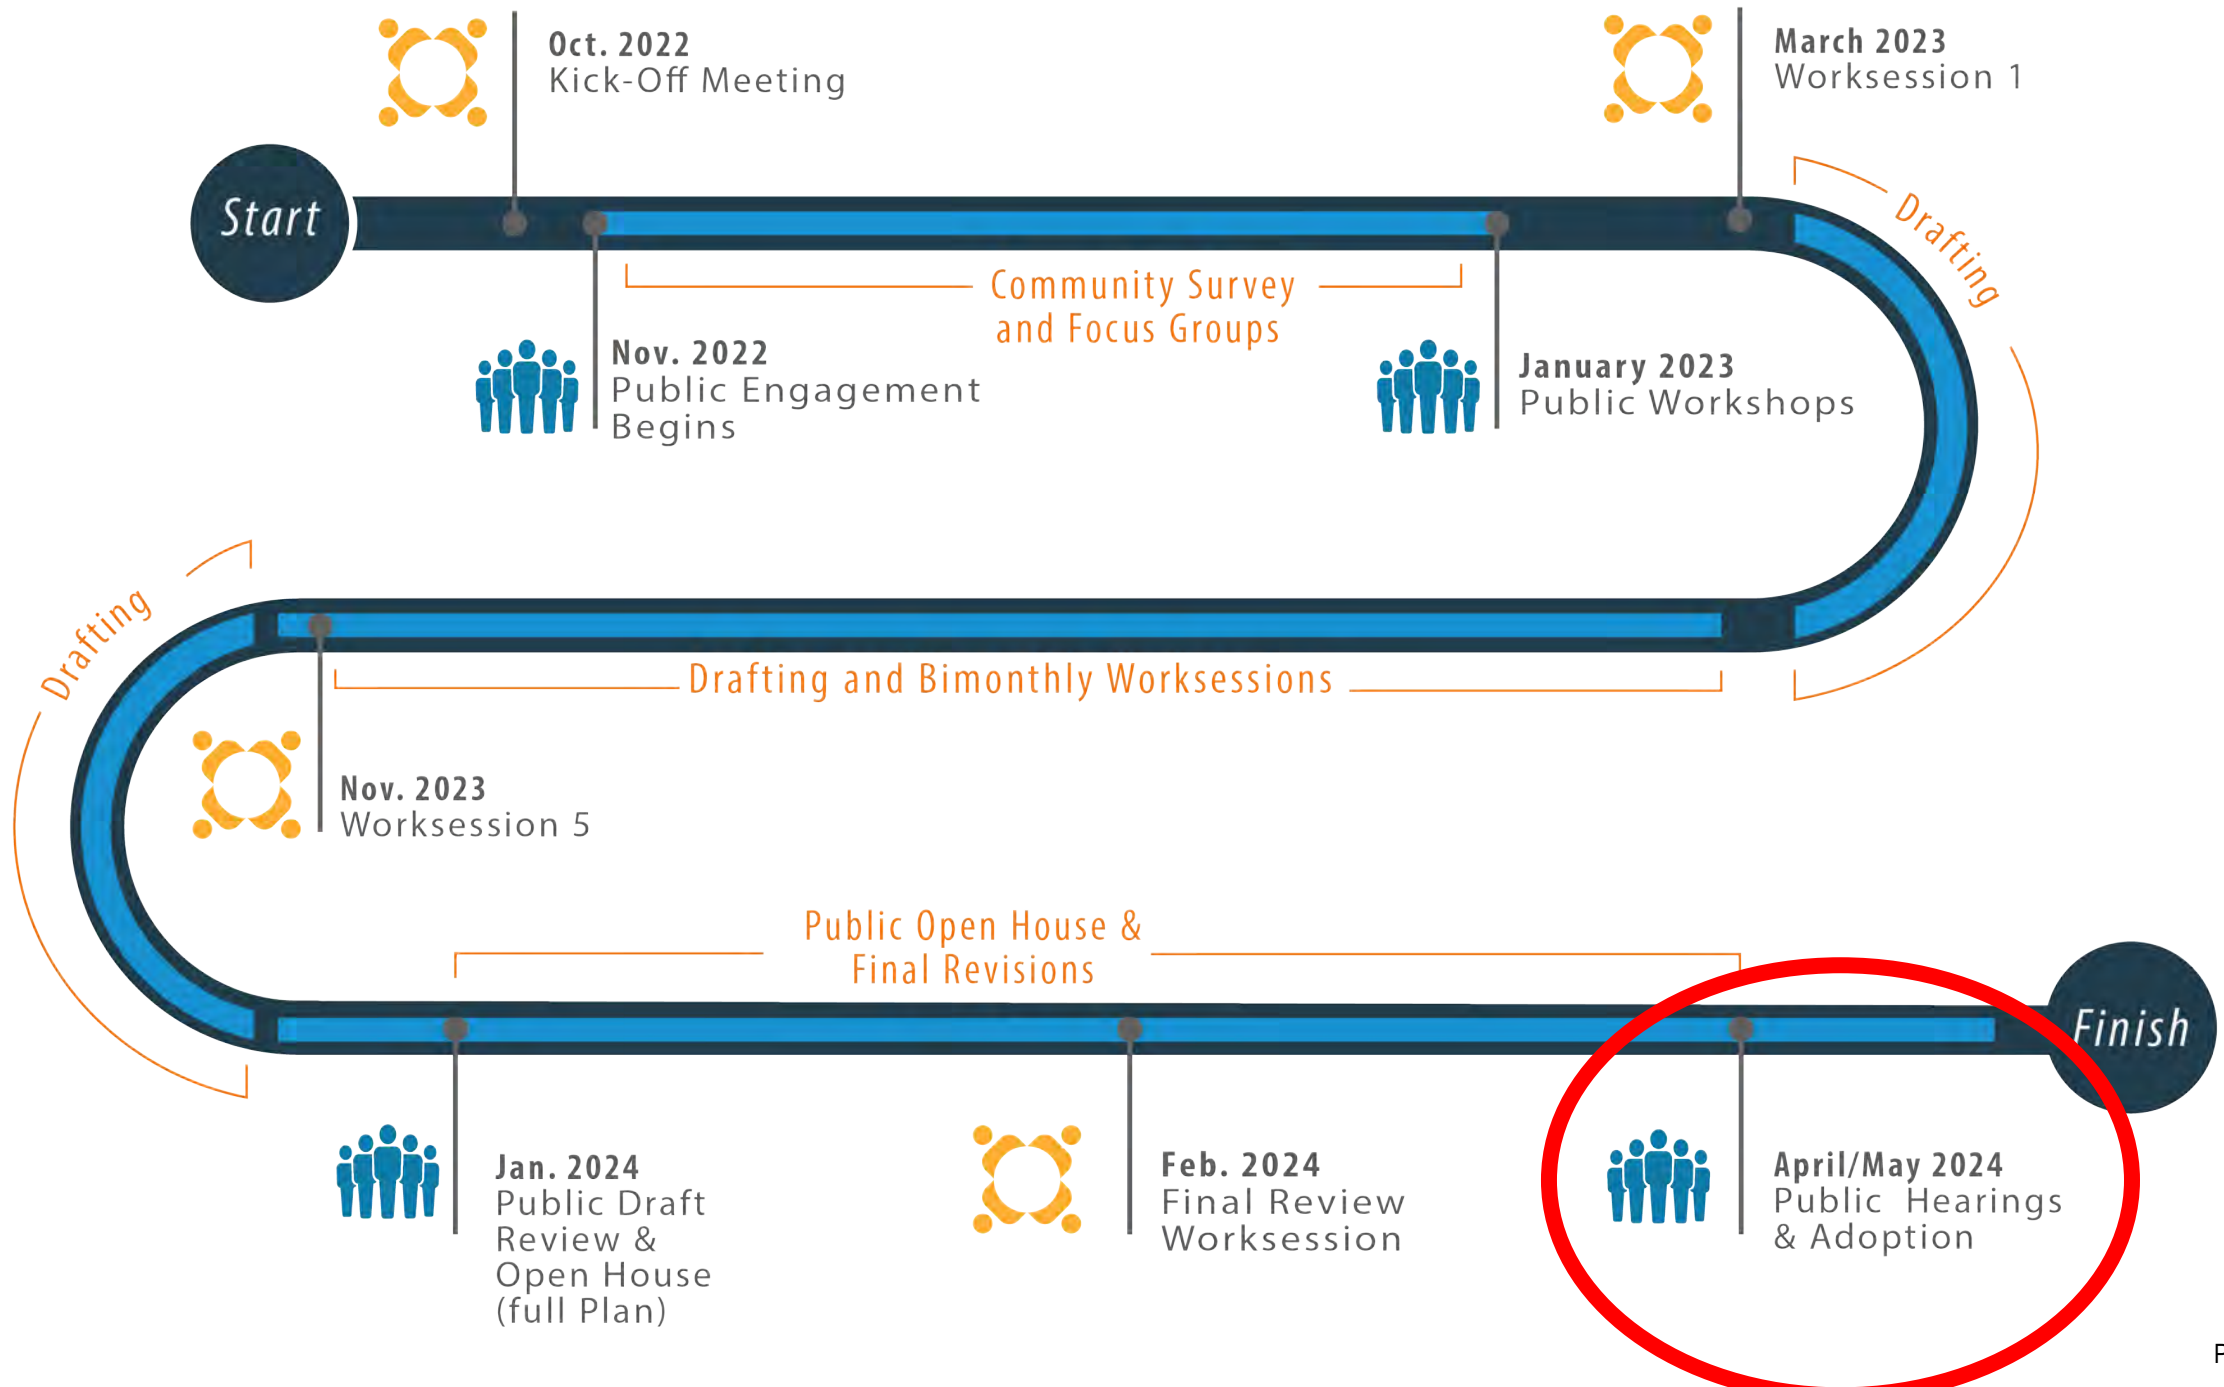 Oct. 2022
Kick-Off Meeting
March 2023
Worksession 1
Start
Drafting
Community Survey
and Focus Groups
Nov. 2022
Public Engagement
Begins
January 2023
Public Workshops
Drafting
Drafting and Bimonthly Worksessions
Nov. 2023
Worksession 5
Public Open House &
Final Revisions
Finish
Jan. 2024
Public Draft
Review &
Open House
(full Plan)
Feb. 2024
Final Review
Worksession
April/May 2024
Public Hearings
& Adoption